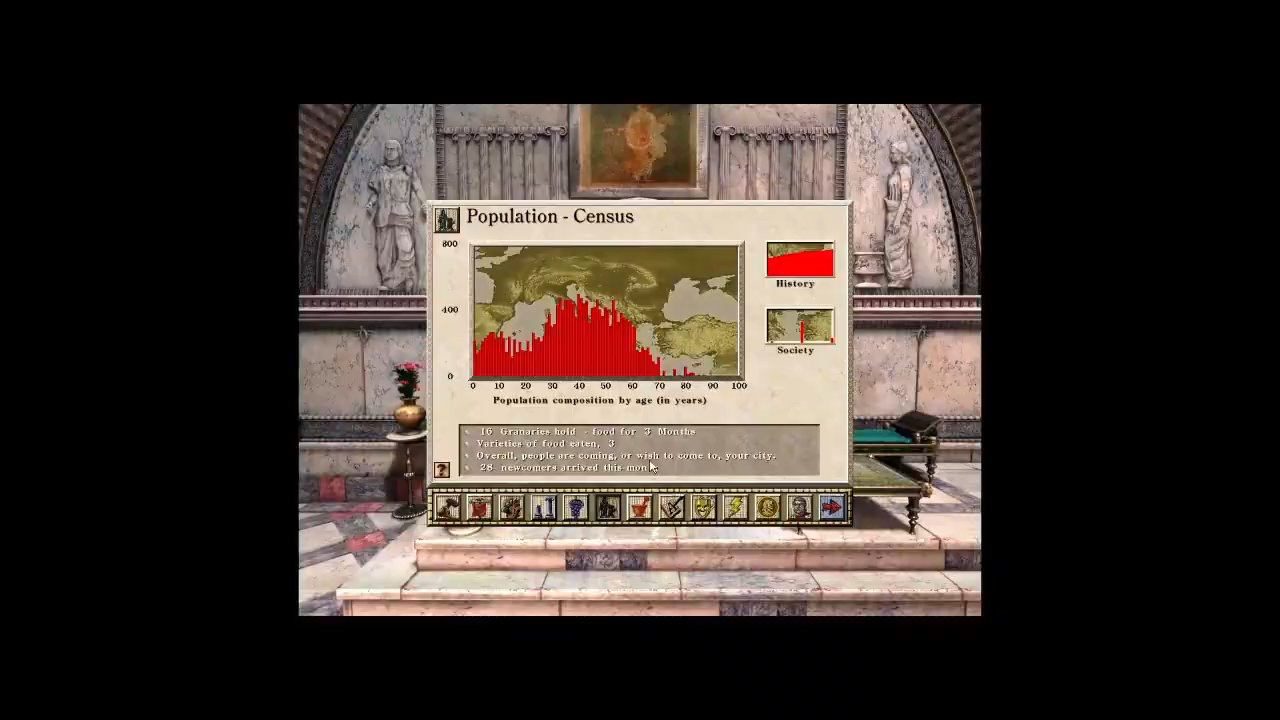 Population - Census
800
400
0
0 10 20 30 40 50 60 70 80 90 100
Population composition by age (in years)
History
Society
16 Granaries hold - food for 3 Months
Varieties of food eaten, 3
Overall, people are coming, or wish to come to, your city.
28 newcomers arrived this mon
?